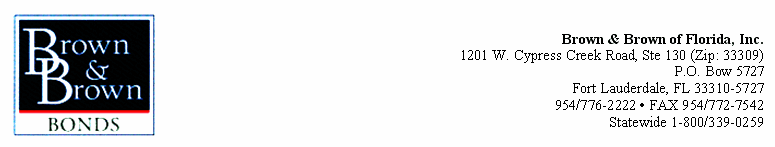 Brown
&
Brown
BONDS
Brown & Brown of Florida, Inc.
1201 W. Cypress Creek Road, Ste 130 (Zip: 33309)
P.O. Bow 5727
Fort Lauderdale, FL 33310-5727
954/776-2222 • FAX 954/772-7542
Statewide 1-800/339-0259